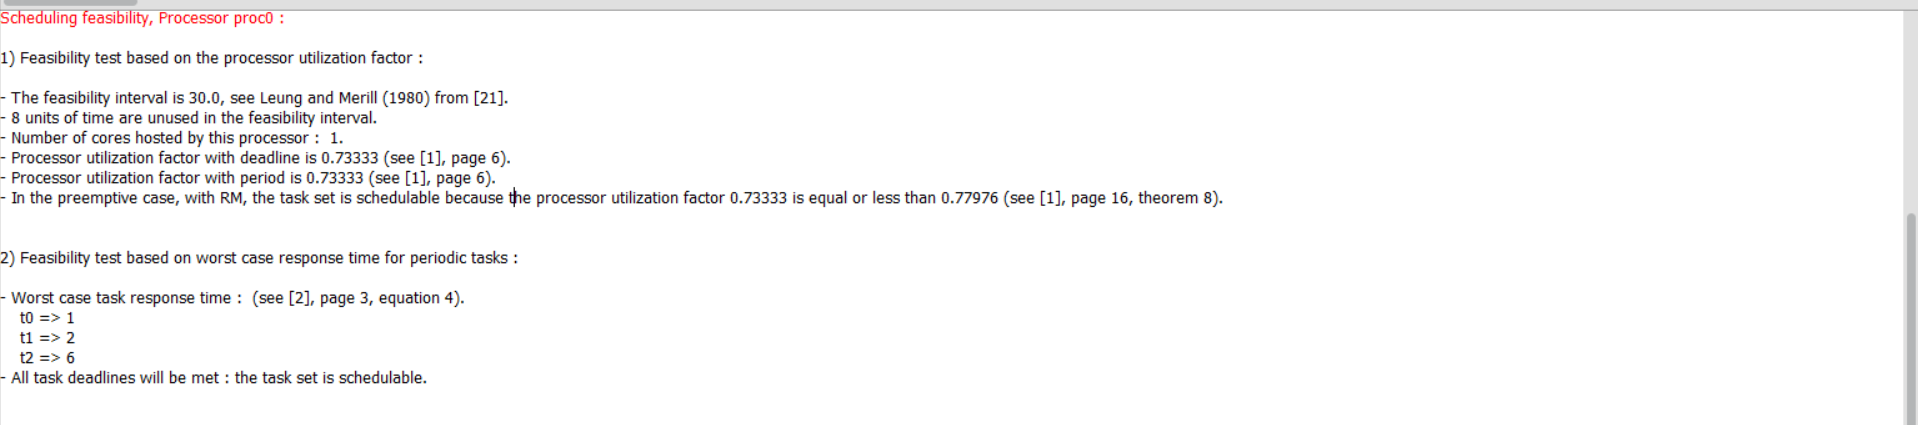 Scheduling feasibility, Processor proc0 :
1) Feasibility test based on the processor utilization factor :
- The feasibility interval is 30.0, see Leung and Merill (1980) from [21].
- 8 units of time are unused in the feasibility interval.
- Number of cores hosted by this processor :  1.
- Processor utilization factor with deadline is 0.73333 (see [1], page 6).
- Processor utilization factor with period is 0.73333 (see [1], page 6).
- In the preemptive case, with RM, the task set is schedulable because the processor utilization factor 0.73333 is equal or less than 0.77976 (see [1], page 16, theorem 8).
2) Feasibility test based on worst case response time for periodic tasks :
- Worst case task response time :  (see [2], page 3, equation 4).
t0 => 1
t1 => 2
t2 => 6
- All task deadlines will be met : the task set is schedulable.